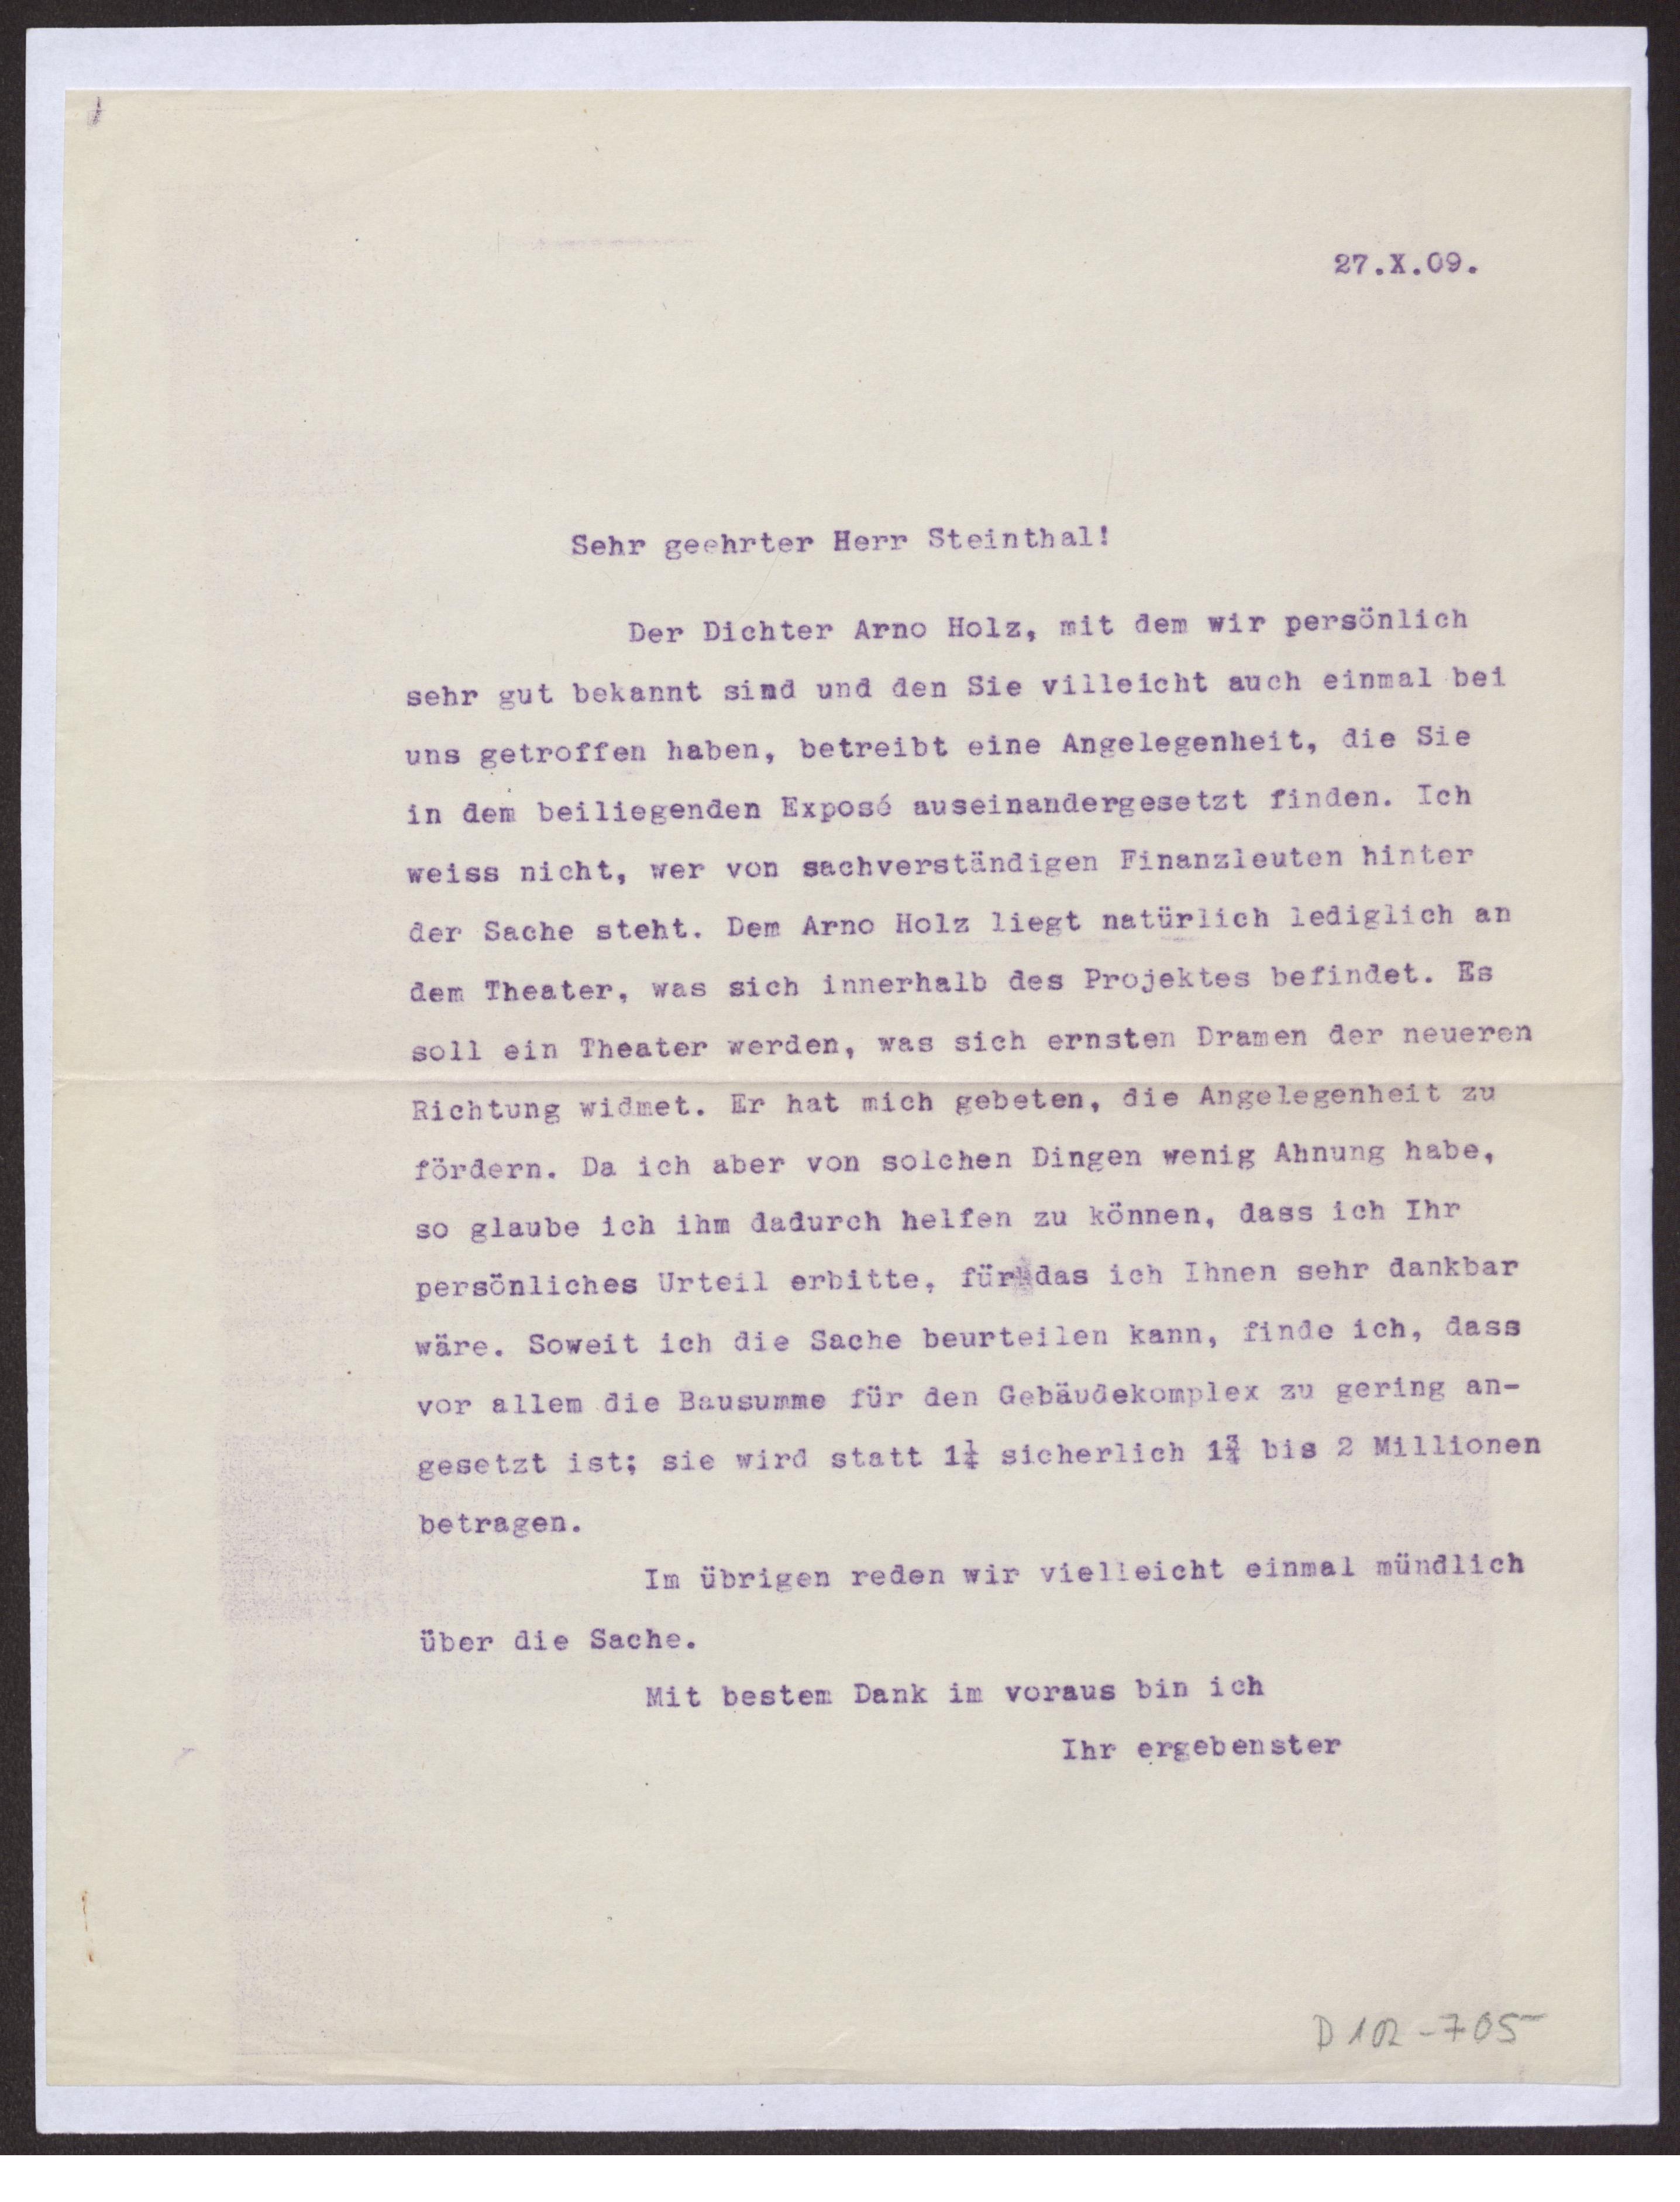 27.X.09.
Sehr geehrter Herr Steinthal!
Der Dichter Arno Holz, mit dem wir persönlich
sehr gut bekannt sind und den Sie villeicht auch einmal bei
uns getroffen haben, betreibt eine Angelegenheit, die Sie
in dem beiliegenden Exposé auseinandergesetzt finden. Ich
weiss nicht, wer von sachverständigen Finanzleuten hinter
der Sache steht. Dem Arno Holz liegt natürlich lediglich an
dem Theater, was sich innerhalb des Projektes befindet. Es
soll ein Theater werden, was sich ernsten Dramen der neueren
Richtung widmet. Er hat mich gebeten, die Angelegenheit zu
fördern. Da ich aber von solchen Dingen wenig Ahnung habe,
so glaube ich ihm dadurch helfen zu können, dass ich Ihr
persönliches Urteil erbitte, für das ich Ihnen sehr dankbar
wäre. Soweit ich die Sache beurteilen kann, finde ich, dass
vor allem die Bausumme für den Gebäudekomplex zu gering an-
gesetzt ist; sie wird statt 1¼ sicherlich 1¾ bis 2 Millionen
betragen.
Im übrigen reden wir vielleicht einmal mündlich
über die Sache.
Mit bestem Dank im voraus bin ich
Ihr ergebenster
D 102-705